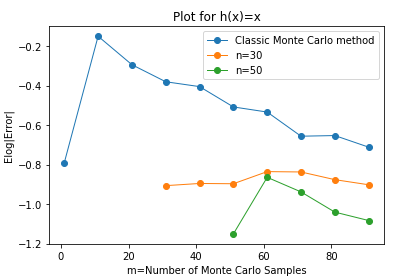 Plot for h(x)=x
Classic Monte Carlo method
n=30
n=50
−0.2
−0.4
−0.6
−0.8
−1.0
−1.2
Elog|Error|
0 20 40 60 80
m=Number of Monte Carlo Samples